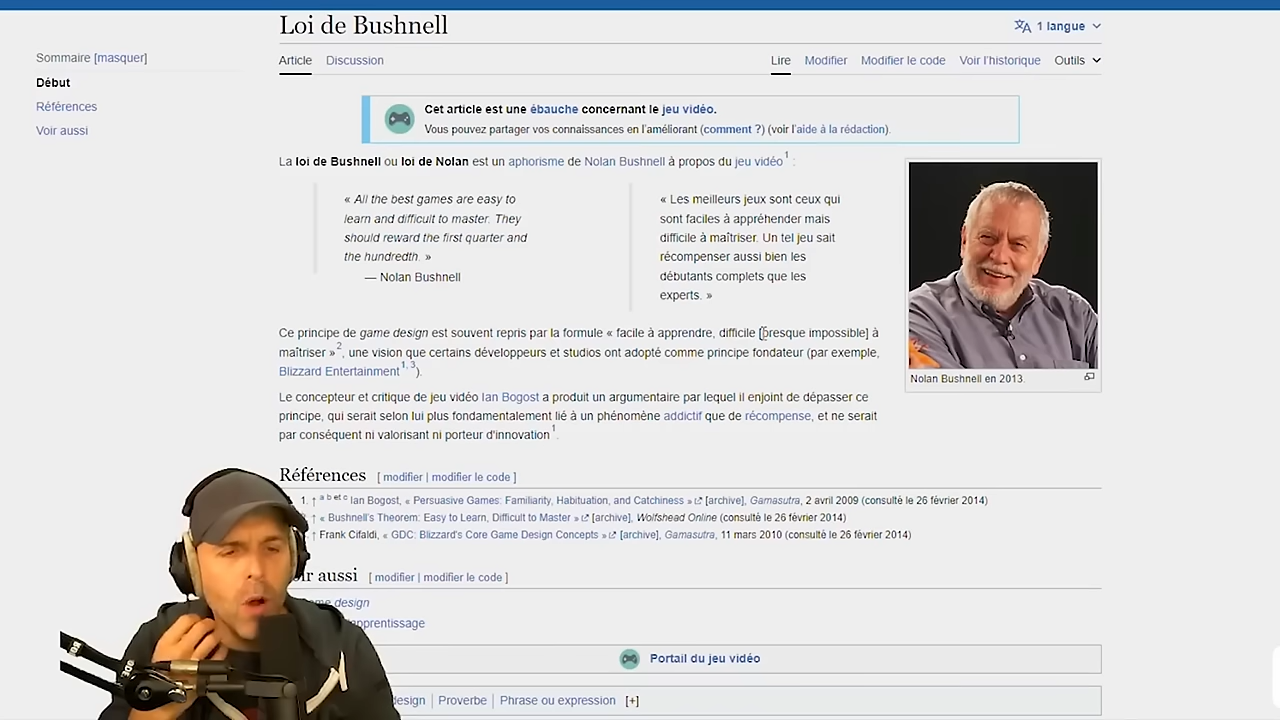 Loi de Bushnell
1 langue
Sommaire [masquer]
Début
Références
Voir aussi
Article Discussion
Lire Modifier Modifier le code Voir l'historique Outils
Cet article est une ébauche concernant le jeu vidéo.
Vous pouvez partager vos connaissances en l'améliorant (comment ?) (voir l'aide à la rédaction).
La loi de Bushnell ou loi de Nolan est un aphorisme de Nolan Bushnell à propos du jeu vidéo1 :
« All the best games are easy to
learn and difficult to master. They
should reward the first quarter and
the hundredth. »
— Nolan Bushnell
« Les meilleurs jeux sont ceux qui
sont faciles à appréhender mais
difficile à maîtriser. Un tel jeu sait
récompenser aussi bien les
débutants complets que les
experts. »
Nolan Bushnell en 2013.
Ce principe de game design est souvent repris par la formule « facile à apprendre, difficile [presque impossible] à
maîtriser »2, une vision que certains développeurs et studios ont adopté comme principe fondateur (par exemple,
Blizzard Entertainment1,3).
Le concepteur et critique de jeu vidéo Ian Bogost a produit un argumentaire par lequel il enjoint de dépasser ce
principe, qui serait selon lui plus fondamentalement lié à un phénomène addictif que de récompense, et ne serait
par conséquent ni valorisant ni porteur d'innovation1.
Références [ modifier | modifier le code ]
1. ↑ a b et c Ian Bogost, « Persuasive Games: Familiarity, Habituation, and Catchiness » [archive], Gamasutra, 2 avril 2009 (consulté le 26 février 2014)
↑ « Bushnell's Theorem: Easy to Learn, Difficult to Master » [archive], Wolfshead Online (consulté le 26 février 2014)
↑ Frank Cifaldi, « GDC: Blizzard's Core Game Design Concepts » [archive], Gamasutra, 11 mars 2010 (consulté le 26 février 2014)
aussi [ modifier | modifier le code ]
design
apprentissage
Portail du jeu vidéo
design | Proverbe | Phrase ou expression [+]